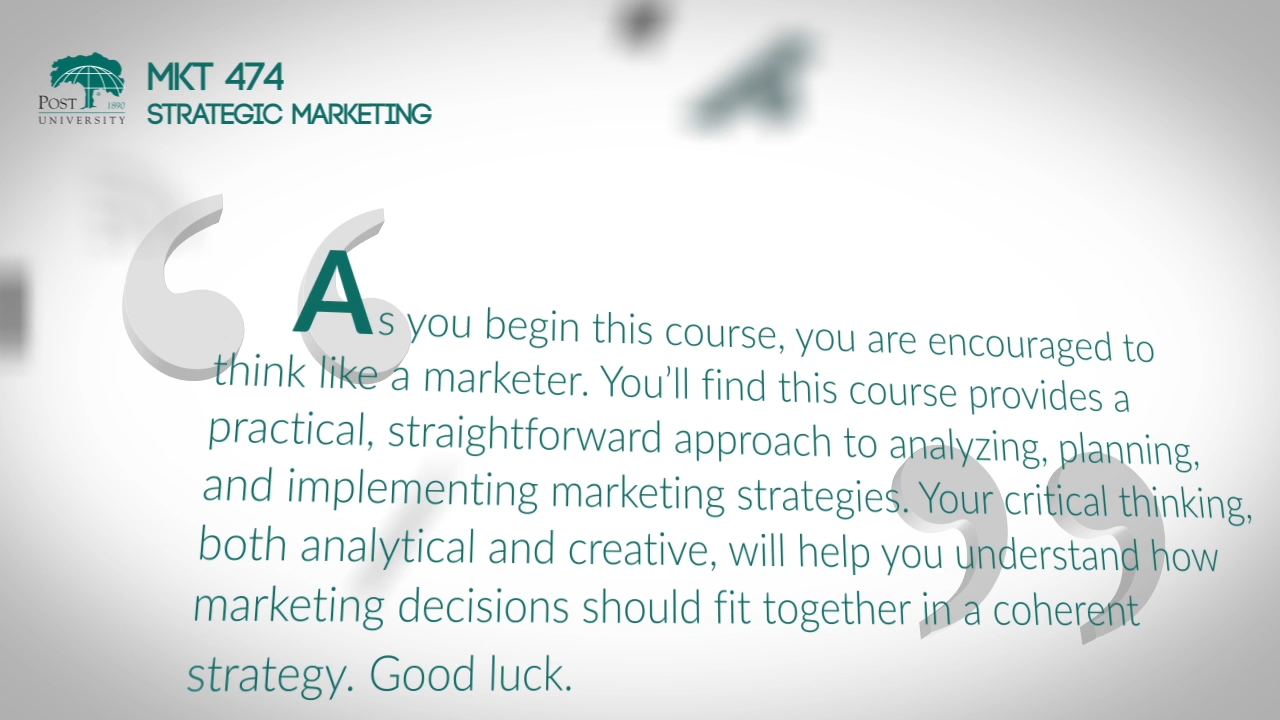 POST
1890
UNIVERSITY
MKT 474
STRATEGIC MARKETING
“
As you begin this course, you are encouraged to
think like a marketer. You’ll find this course provides a
practical, straightforward approach to analyzing, planning,
and implementing marketing strategies. Your critical thinking,
both analytical and creative, will help you understand how
marketing decisions should fit together in a coherent
strategy. Good luck.
”